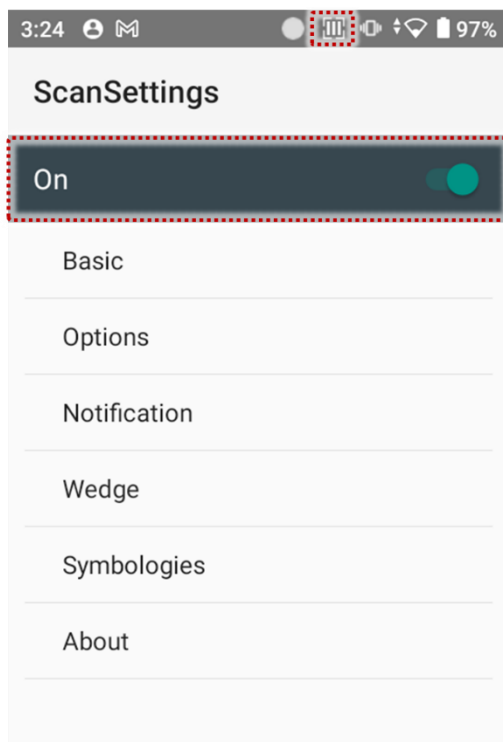 3:24 97%
ScanSettings
On
Basic
Options
Notification
Wedge
Symbologies
About